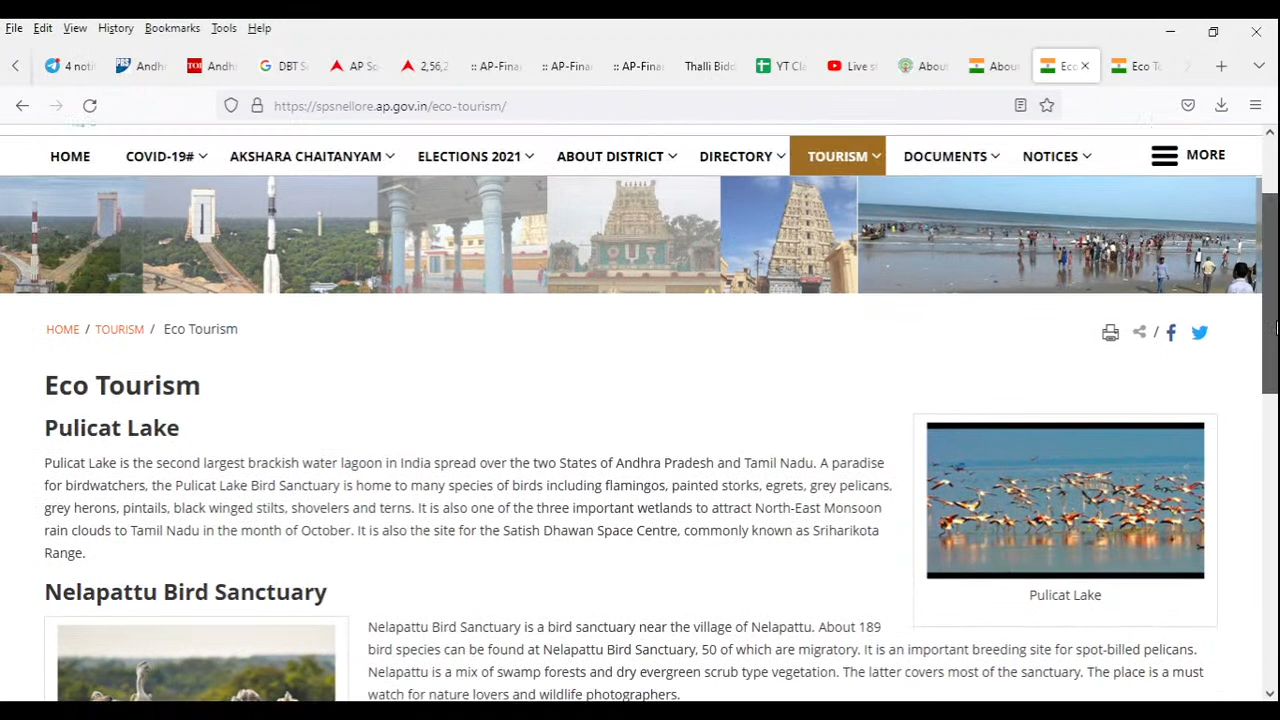 File Edit View History Bookmarks Tools Help
4 noti Andh Andh DBT S AP So 2,56, :: AP-Fina :: AP-Fina :: AP-Fina Thalli Bidd YT Cl Live s Abou Abou Eco Eco T
https://spsnellore.ap.gov.in/eco-tourism/
HOME COVID-19# AKSHARA CHAITANYAM ELECTIONS 2021 ABOUT DISTRICT DIRECTORY TOURISM DOCUMENTS NOTICES MORE
HOME / TOURISM / Eco Tourism
Eco Tourism
Pulicat Lake
Pulicat Lake is the second largest brackish water lagoon in India spread over the two States of Andhra Pradesh and Tamil Nadu. A paradise
for birdwatchers, the Pulicat Lake Bird Sanctuary is home to many species of birds including flamingos, painted storks, egrets, grey pelicans,
grey herons, pintails, black winged stilts, shovelers and terns. It is also one of the three important wetlands to attract North-East Monsoon
rain clouds to Tamil Nadu in the month of October. It is also the site for the Satish Dhawan Space Centre, commonly known as Sriharikota
Range.
Pulicat Lake
Nelapattu Bird Sanctuary
Nelapattu Bird Sanctuary is a bird sanctuary near the village of Nelapattu. About 189
bird species can be found at Nelapattu Bird Sanctuary, 50 of which are migratory. It is an important breeding site for spot-billed pelicans.
Nelapattu is a mix of swamp forests and dry evergreen scrub type vegetation. The latter covers most of the sanctuary. The place is a must
watch for nature lovers and wildlife photographers.